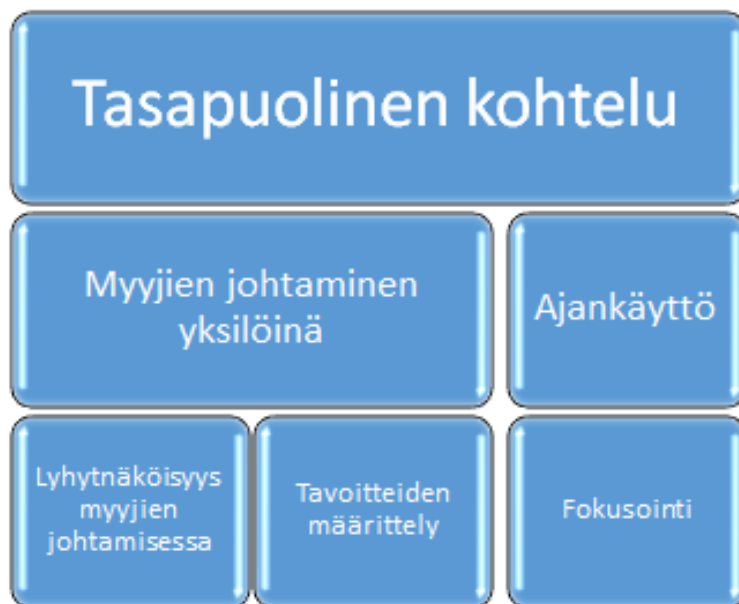 Tasapuolinen kohtelu
Myyjien johtaminen
yksilöinä
Ajankäyttö
Lyhytnäköisyys
myyjien
johtamisessa
Tavoitteiden
määrittely
Fokusointi